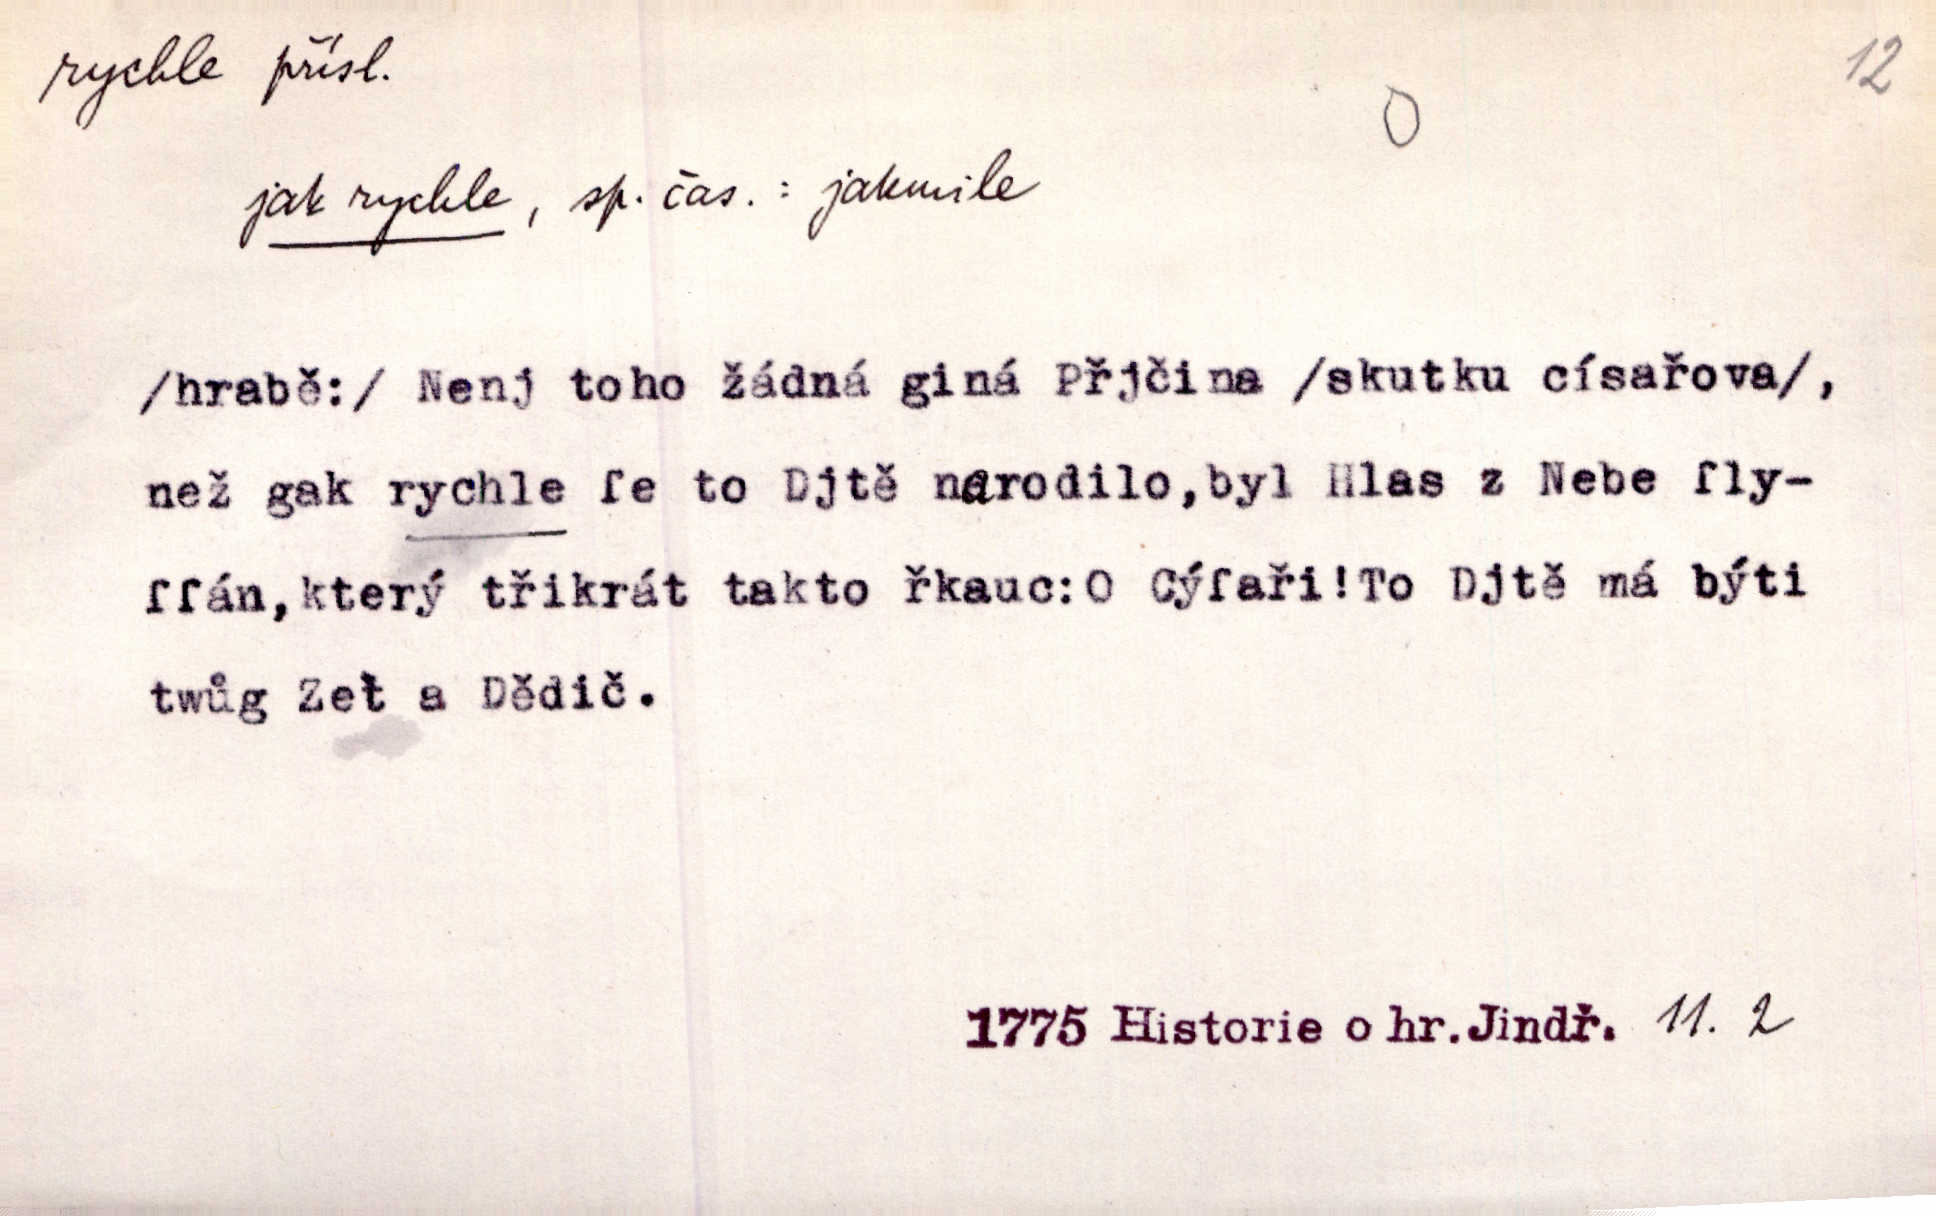 rychle přísl.
12
O
jak rychle, sp. čas.: jakmile
/hrabě:/ Nenj toho žádná giná Přjčina /skutku císařova/,
než gak rychle ſe to Djtě narodilo,byl Hlas z Nebe ſly-
ſſán,který třikrát takto řkauc:O Cýſaři!To Djtě má býti
twůg Zeť a Dědič.
1775 Historie o hr.Jindř. 11. 2